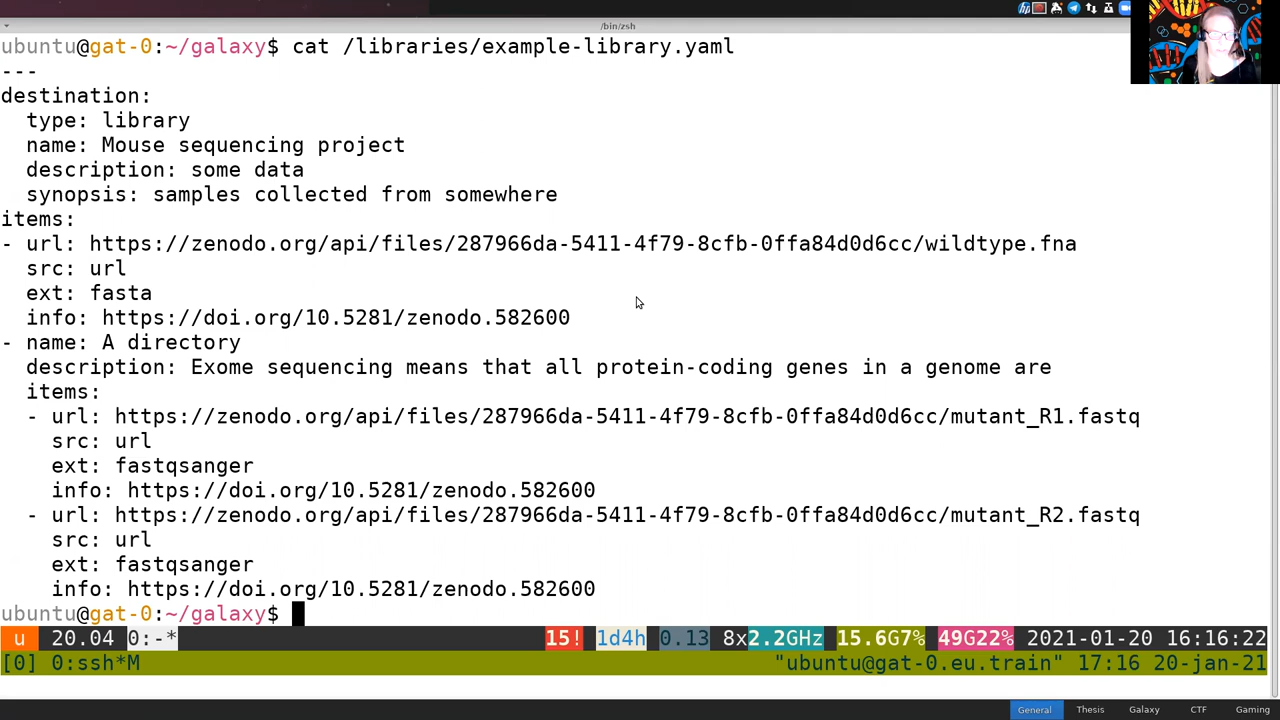 /bin/zsh
ubuntu@gat-0:~/galaxy$ cat /libraries/example-library.yaml
---
destination:
  type: library
  name: Mouse sequencing project
  description: some data
  synopsis: samples collected from somewhere
items:
- url: https://zenodo.org/api/files/287966da-5411-4f79-8cfb-0ffa84d0d6cc/wildtype.fna
  src: url
  ext: fasta
  info: https://doi.org/10.5281/zenodo.582600
- name: A directory
  description: Exome sequencing means that all protein-coding genes in a genome are
  items:
  - url: https://zenodo.org/api/files/287966da-5411-4f79-8cfb-0ffa84d0d6cc/mutant_R1.fastq
    src: url
    ext: fastqsanger
    info: https://doi.org/10.5281/zenodo.582600
  - url: https://zenodo.org/api/files/287966da-5411-4f79-8cfb-0ffa84d0d6cc/mutant_R2.fastq
    src: url
    ext: fastqsanger
    info: https://doi.org/10.5281/zenodo.582600
ubuntu@gat-0:~/galaxy$
u 20.04 0:-* 15! 1d4h 0.13 8x2.2GHz 15.6G7% 49G22% 2021-01-20 16:16:22
[0] 0:ssh*M "ubuntu@gat-0.eu.train" 17:16 20-jan-21
General Thesis Galaxy CTF Gaming